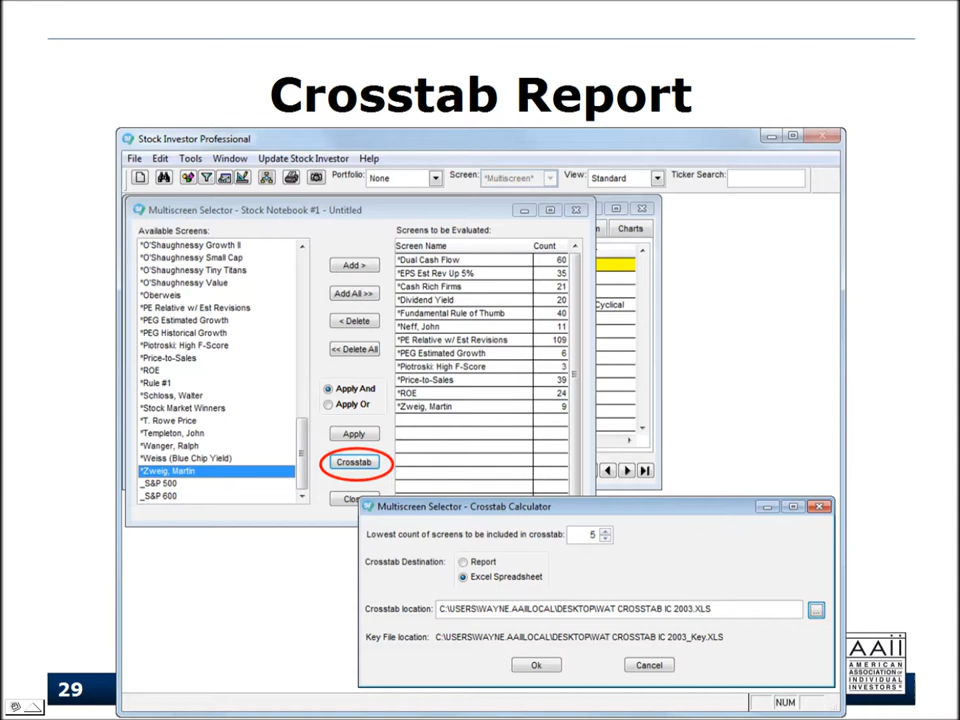 Crosstab Report
Stock Investor Professional
File Edit Tools Window Update Stock Investor Help
Portfolio: None Screen: *Multiscreen* View: Standard Ticker Search:
Multiscreen Selector - Stock Notebook #1 - Untitled
Available Screens:
*O'Shaughnessy Growth II
*O'Shaughnessy Small Cap
*O'Shaughnessy Tiny Titans
*O'Shaughnessy Value
*Oberweis
*PE Relative w/ Est Revisions
*PEG Estimated Growth
*PEG Historical Growth
*Piotroski: High F-Score
*Price-to-Sales
*ROE
*Rule #1
*Schloss, Walter
*Stock Market Winners
*T. Rowe Price
*Templeton, John
*Wanger, Ralph
*Weiss (Blue Chip Yield)
*Zweig, Martin
_S&P 500
_S&P 600
Add >
Add All >>
< Delete
<< Delete All
Apply And
Apply Or
Apply
Crosstab
Clo
Screens to be Evaluated:
Screen Name Count
*Dual Cash Flow 60
*EPS Est Rev Up 5% 35
*Cash Rich Firms 21
*Dividend Yield 20
*Fundamental Rule of Thumb 40
*Neff, John 11
*PE Relative w/ Est Revisions 109
*PEG Estimated Growth 6
*Piotroski: High F-Score 3
*Price-to-Sales 39
*ROE 24
*Zweig, Martin 9
n Charts
Cyclical
Multiscreen Selector - Crosstab Calculator
Lowest count of screens to be included in crosstab: 5
Crosstab Destination: Report
Excel Spreadsheet
Crosstab location: C:\USERS\WAYNE.AAIILOCAL\DESKTOP\WAT CROSSTAB IC 2003.XLS ...
Key File location: C:\USERS\WAYNE.AAIILOCAL\DESKTOP\WAT CROSSTAB IC 2003_Key.XLS
Ok Cancel
NUM
29
AAII
AMERICAN
ASSOCIATION OF
INDIVIDUAL
INVESTORS®